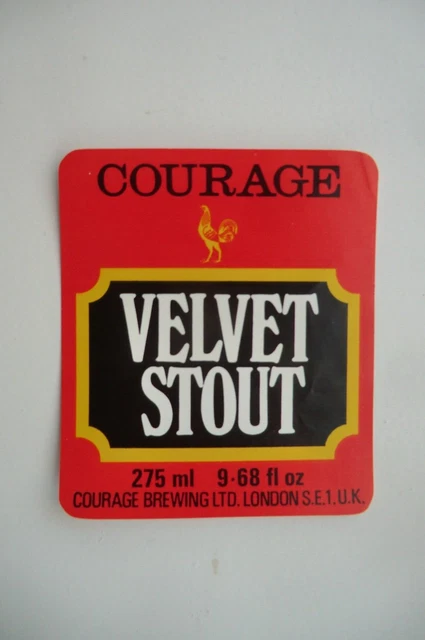 COURAGE
VELVET
STOUT
275 ml 9·68 fl oz
COURAGE BREWING LTD. LONDON S.E.1. U.K.